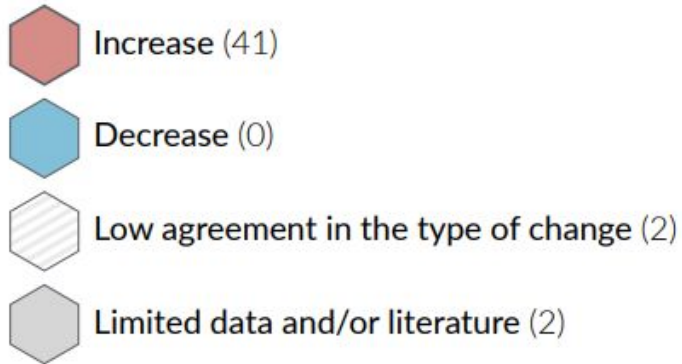 Increase (41)
Decrease (0)
Low agreement in the type of change (2)
Limited data and/or literature (2)